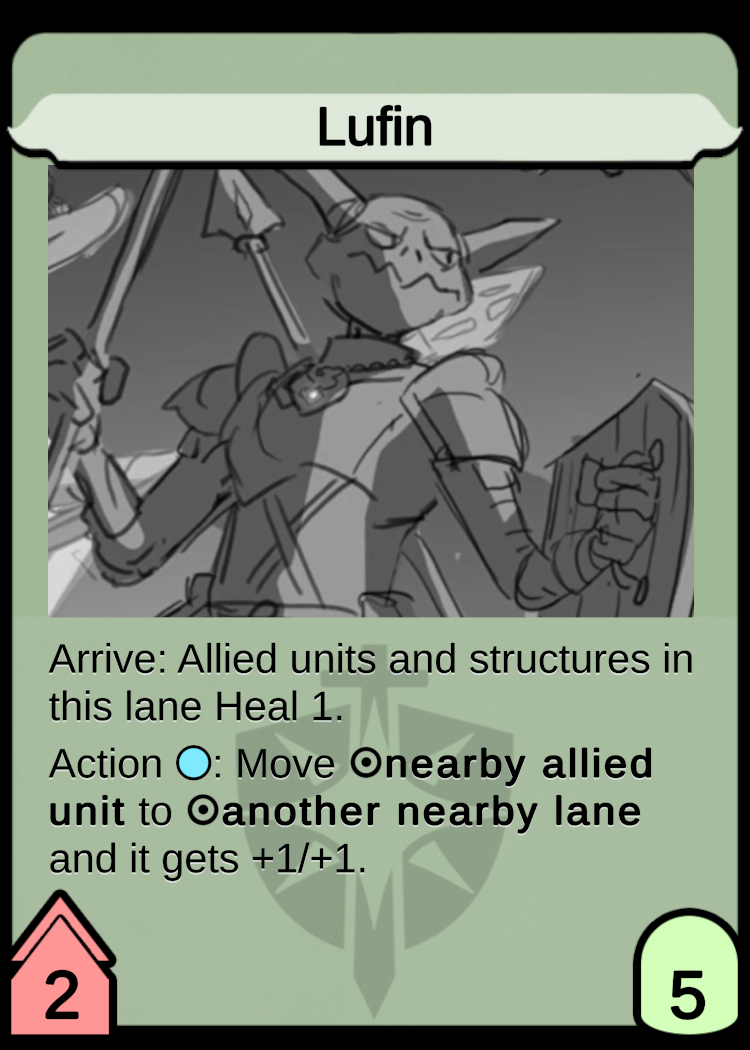 Lufin
Arrive: Allied units and structures in
this lane Heal 1.
Action : Move nearby allied
unit to another nearby lane
and it gets +1/+1.
2
5